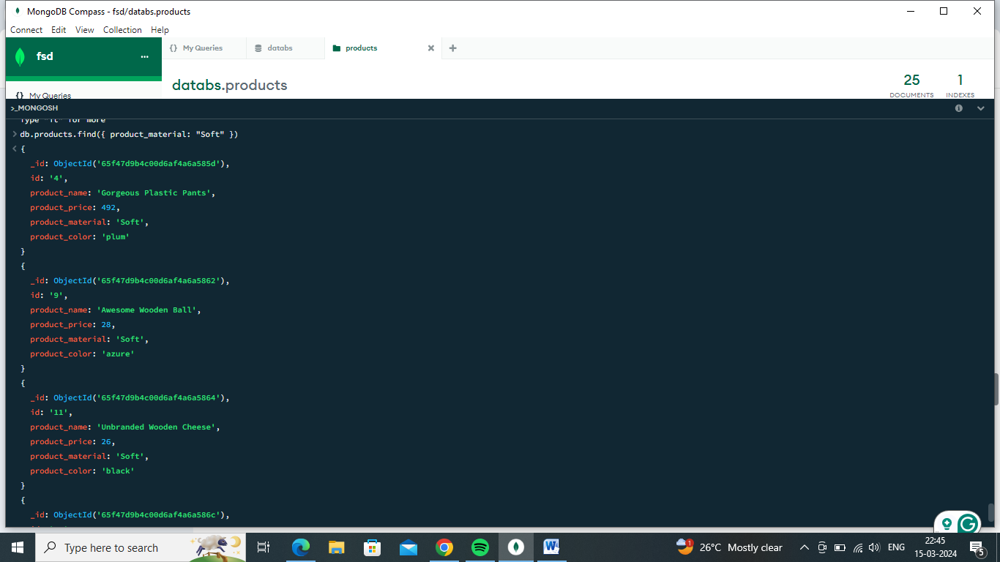 MongoDB Compass - fsd/databs.products
Connect Edit View Collection Help
fsd
{} My Queries
databs
products
databs.products
25
DOCUMENTS
1
INDEXES
{} My Queries
>_MONGOSH
Type "it" for more
> db.products.find({ product_material: "Soft" })
< {
_id: ObjectId('65f47d9b4c00d6af4a6a585d'),
id: '4',
product_name: 'Gorgeous Plastic Pants',
product_price: 492,
product_material: 'Soft',
product_color: 'plum'
}
{
_id: ObjectId('65f47d9b4c00d6af4a6a5862'),
id: '9',
product_name: 'Awesome Wooden Ball',
product_price: 28,
product_material: 'Soft',
product_color: 'azure'
}
{
_id: ObjectId('65f47d9b4c00d6af4a6a5864'),
id: '11',
product_name: 'Unbranded Wooden Cheese',
product_price: 26,
product_material: 'Soft',
product_color: 'black'
}
{
_id: ObjectId('65f47d9b4c00d6af4a6a586c'),
Type here to search
1
26°C Mostly clear
ENG
22:45
15-03-2024
5